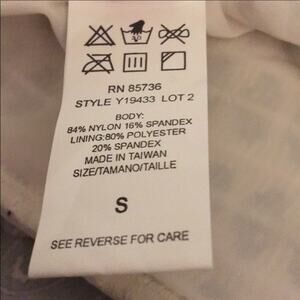 RN 85736
STYLE Y19433 LOT 2
BODY:
84% NYLON 16% SPANDEX
LINING:80% POLYESTER
20% SPANDEX
MADE IN TAIWAN
SIZE/TAMANO/TAILLE
S
SEE REVERSE FOR CARE